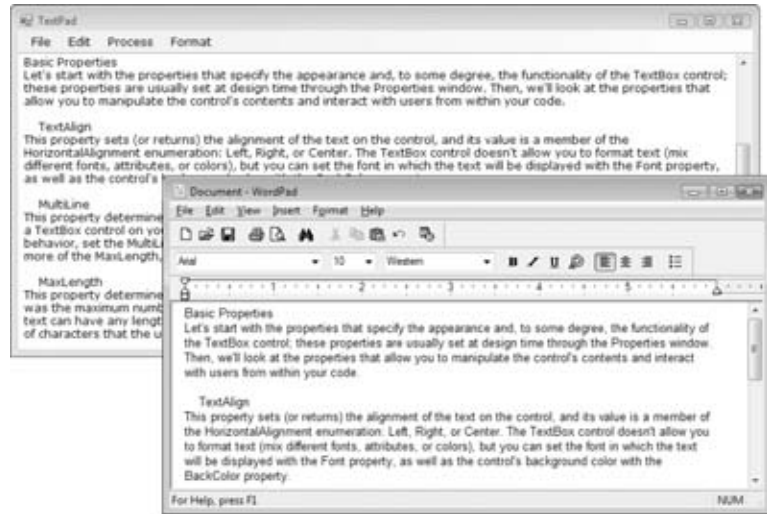 TextPad
File Edit Process Format
Basic Properties
Let's start with the properties that specify the appearance and, to some degree, the functionality of the TextBox control;
these properties are usually set at design time through the Properties window. Then, we'll look at the properties that
allow you to manipulate the control's contents and interact with users from within your code.
TextAlign
This property sets (or returns) the alignment of the text on the control, and its value is a member of the
HorizontalAlignment enumeration: Left, Right, or Center. The TextBox control doesn't allow you to format text (mix
different fonts, attributes, or colors), but you can set the font in which the text will be displayed with the Font property,
as well as the control's
MultiLine
This property determine
a TextBox control on yo
behavior, set the MultiLi
more of the MaxLength,
MaxLength
This property determine
was the maximum numb
text can have any lengt
of characters that the u
Document - WordPad
File Edit View Insert Format Help
Arial 10 Western B / U
1 2 3 4 5
Basic Properties
Let's start with the properties that specify the appearance and, to some degree, the functionality of
the TextBox control; these properties are usually set at design time through the Properties window.
Then, we'll look at the properties that allow you to manipulate the control's contents and interact
with users from within your code.
TextAlign
This property sets (or returns) the alignment of the text on the control, and its value is a member of
the HorizontalAlignment enumeration: Left, Right, or Center. The TextBox control doesn't allow you
to format text (mix different fonts, attributes, or colors), but you can set the font in which the text
will be displayed with the Font property, as well as the control's background color with the
BackColor property.
For Help, press F1 NUM